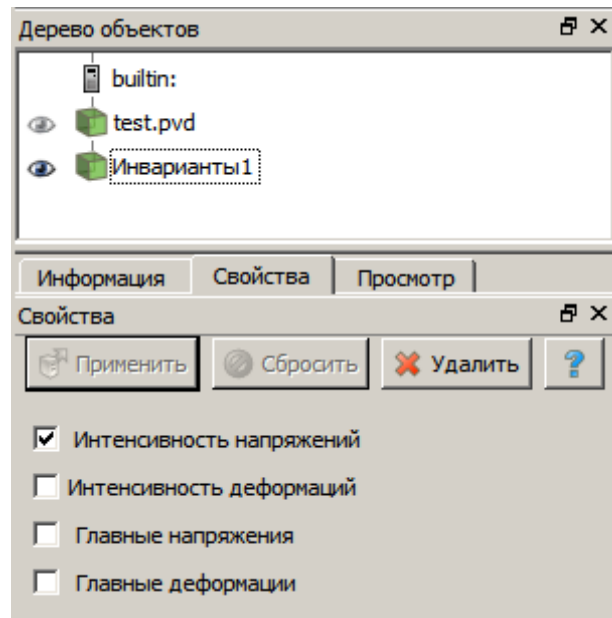 Дерево объектов
builtin:
test.pvd
Инварианты1
Информация Свойства Просмотр
Свойства
Применить Сбросить Удалить ?
Интенсивность напряжений
Интенсивность деформаций
Главные напряжения
Главные деформации